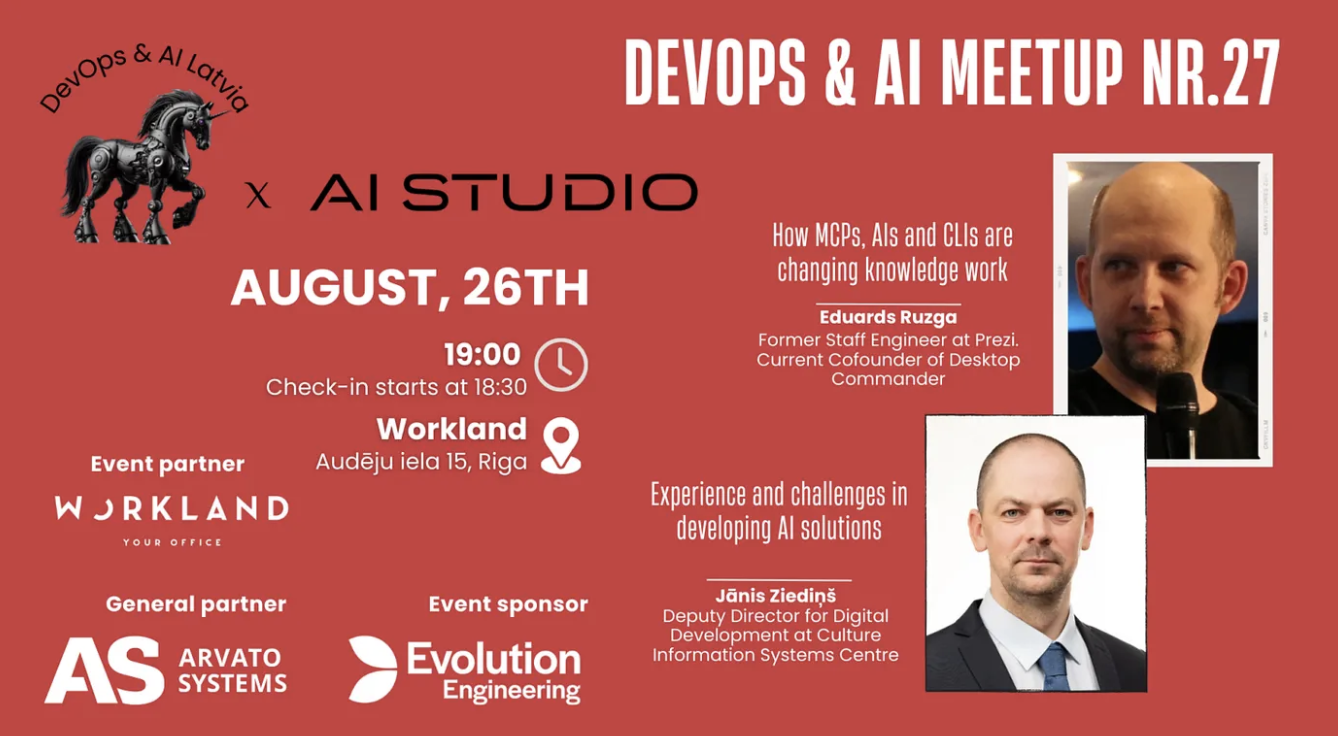 DevOps & AI Latvia
x AI STUDIO
DEVOPS & AI MEETUP NR.27
AUGUST, 26TH
19:00
Check-in starts at 18:30
Workland
Audēju iela 15, Riga
Event partner
WORKLAND
YOUR OFFICE
General partner
AS ARVATO
SYSTEMS
Event sponsor
Evolution
Engineering
How MCPs, AIs and CLIs are
changing knowledge work
Eduards Ruzga
Former Staff Engineer at Prezi.
Current Cofounder of Desktop
Commander
Experience and challenges in
developing AI solutions
Jānis Ziediņš
Deputy Director for Digital
Development at Culture
Information Systems Centre